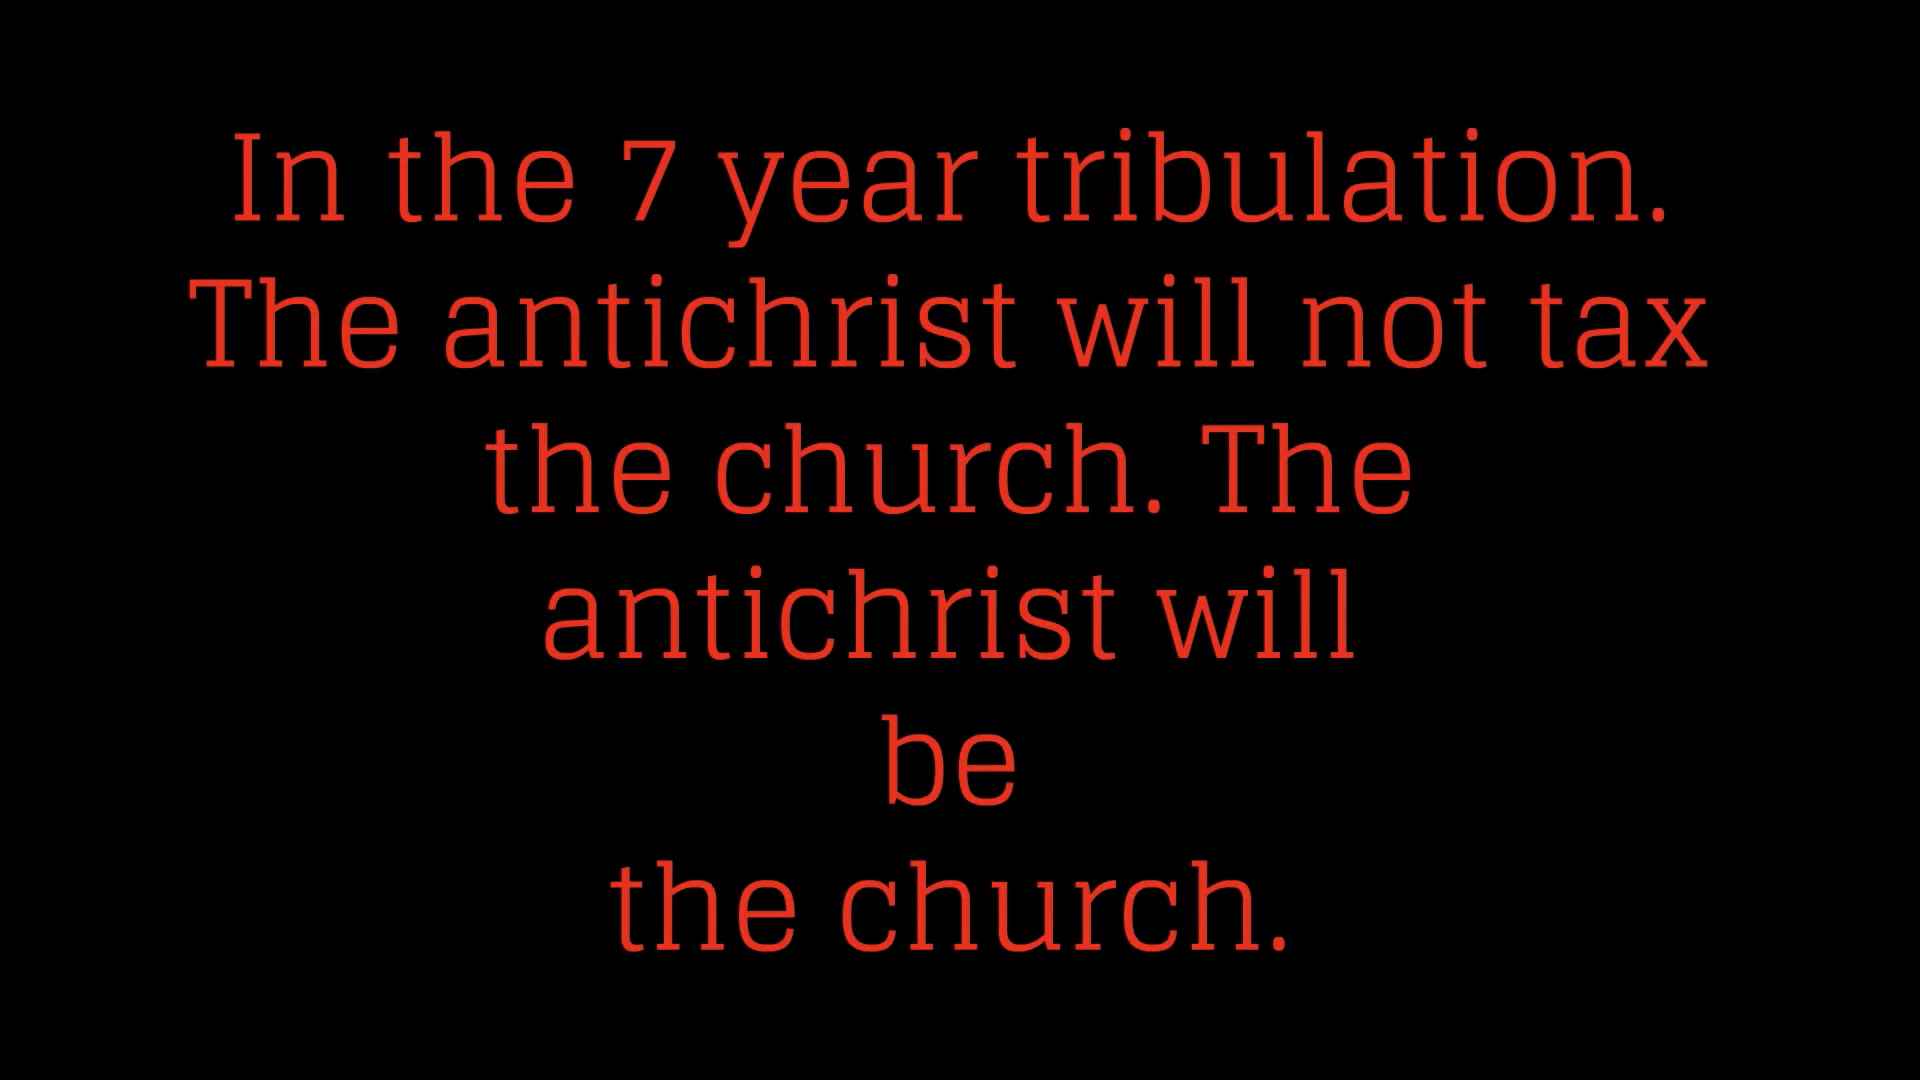 In the 7 year tribulation.
The antichrist will not tax
the church. The
antichrist will
be
the church.